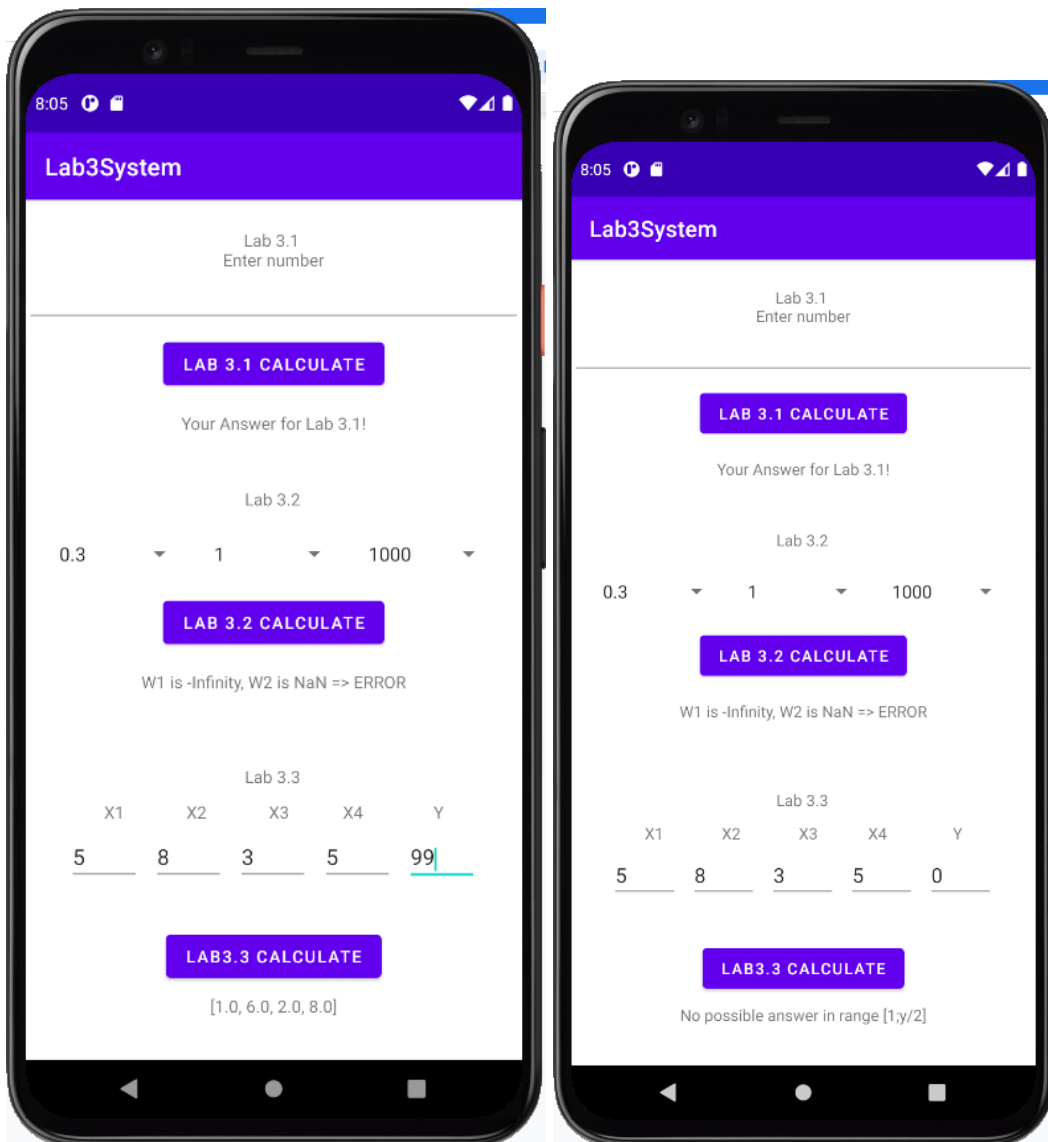 8:05
Lab3System
Lab 3.1
Enter number
LAB 3.1 CALCULATE
Your Answer for Lab 3.1!
Lab 3.2
0.3 1 1000
LAB 3.2 CALCULATE
W1 is -Infinity, W2 is NaN => ERROR
Lab 3.3
X1 X2 X3 X4 Y
5 8 3 5 99
LAB3.3 CALCULATE
[1.0, 6.0, 2.0, 8.0]
8:05
Lab3System
Lab 3.1
Enter number
LAB 3.1 CALCULATE
Your Answer for Lab 3.1!
Lab 3.2
0.3 1 1000
LAB 3.2 CALCULATE
W1 is -Infinity, W2 is NaN => ERROR
Lab 3.3
X1 X2 X3 X4 Y
5 8 3 5 0
LAB3.3 CALCULATE
No possible answer in range [1;y/2]